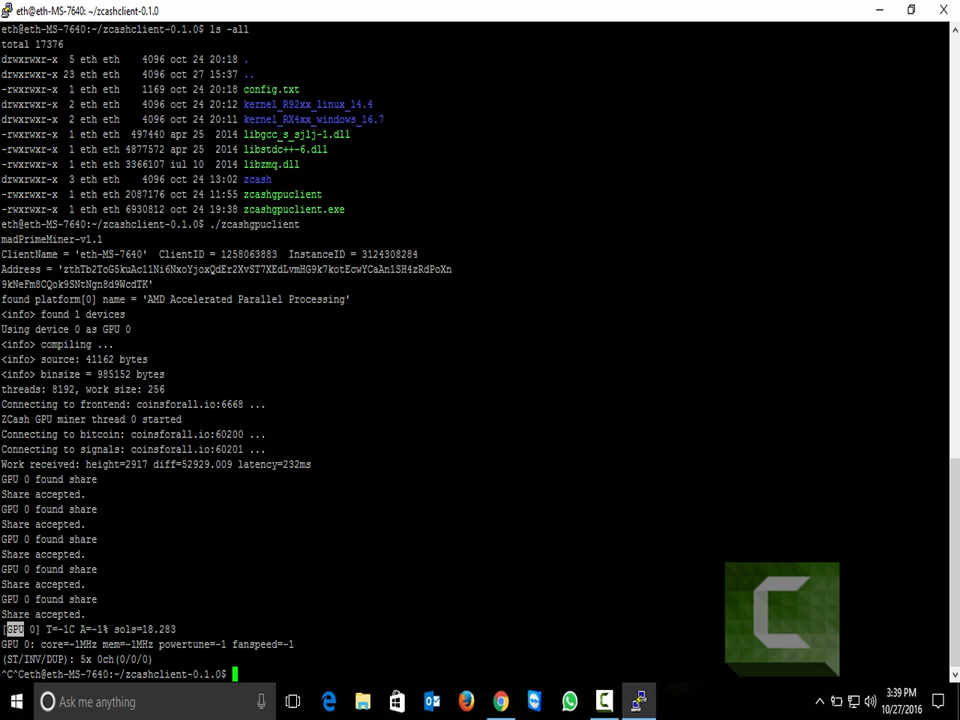 eth@eth-MS-7640: ~/zcashclient-0.1.0
eth@eth-MS-7640:~/zcashclient-0.1.0$ ls -all
total 17376
drwxrwxr-x  5 eth eth    4096 oct 24 20:18 .
drwxrwxr-x 23 eth eth    4096 oct 27 15:37 ..
-rwxrwxr-x  1 eth eth    1169 oct 24 20:18 config.txt
drwxrwxr-x  2 eth eth    4096 oct 24 20:12 kernel_R92xx_linux_14.4
drwxrwxr-x  2 eth eth    4096 oct 24 20:11 kernel_RX4xx_windows_16.7
-rwxrwxr-x  1 eth eth  497440 apr 25  2014 libgcc_s_sjlj-1.dll
-rwxrwxr-x  1 eth eth 4877572 apr 25  2014 libstdc++-6.dll
-rwxrwxr-x  1 eth eth 3366107 iul 10  2014 libzmq.dll
drwxrwxr-x  3 eth eth    4096 oct 24 13:02 zcash
-rwxrwxr-x  1 eth eth 2087176 oct 24 11:55 zcashgpuclient
-rwxrwxr-x  1 eth eth 6930812 oct 24 19:38 zcashgpuclient.exe
eth@eth-MS-7640:~/zcashclient-0.1.0$ ./zcashgpuclient
madPrimeMiner-v1.1
ClientName = 'eth-MS-7640'  ClientID = 1258063883  InstanceID = 3124308284
Address = 'zthTb2ToG5kuAc11Ni6NxoYjoxQdEr2XvST7XEdLvmHG9k7kotEcwYCaAn1SH4zRdPoXn
9kNeFm8CQok9SNtNgn8d9WcdTK'
found platform[0] name = 'AMD Accelerated Parallel Processing'
<info> found 1 devices
Using device 0 as GPU 0
<info> compiling ...
<info> source: 41162 bytes
<info> binsize = 985152 bytes
threads: 8192, work size: 256
Connecting to frontend: coinsforall.io:6668 ...
ZCash GPU miner thread 0 started
Connecting to bitcoin: coinsforall.io:60200 ...
Connecting to signals: coinsforall.io:60201 ...
Work received: height=2917 diff=52929.009 latency=232ms
GPU 0 found share
Share accepted.
GPU 0 found share
Share accepted.
GPU 0 found share
Share accepted.
GPU 0 found share
Share accepted.
GPU 0 found share
Share accepted.
[GPU 0] T=-1C A=-1% sols=18.283
GPU 0: core=-1MHz mem=-1MHz powertune=-1 fanspeed=-1
(ST/INV/DUP): 5x 0ch(0/0/0)
^C^Ceth@eth-MS-7640:~/zcashclient-0.1.0$
Ask me anything
3:39 PM
10/27/2016